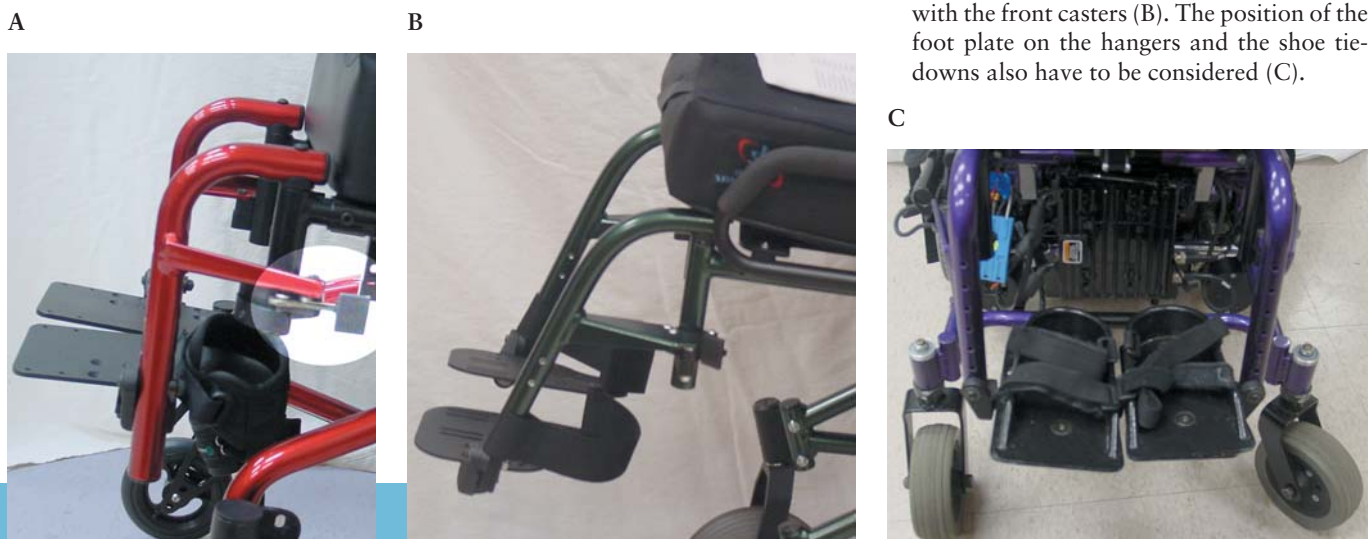 A
B
with the front casters (B). The position of the
foot plate on the hangers and the shoe tie-
downs also have to be considered (C).
C